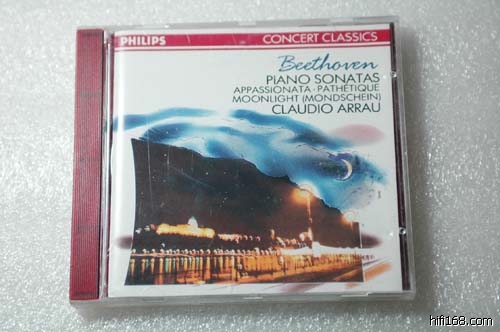 PHILIPS
CONCERT CLASSICS
Beethoven
PIANO SONATAS
APPASSIONATA · PATHÉTIQUE
MOONLIGHT (MONDSCHEIN)
CLAUDIO ARRAU
hifi168.com